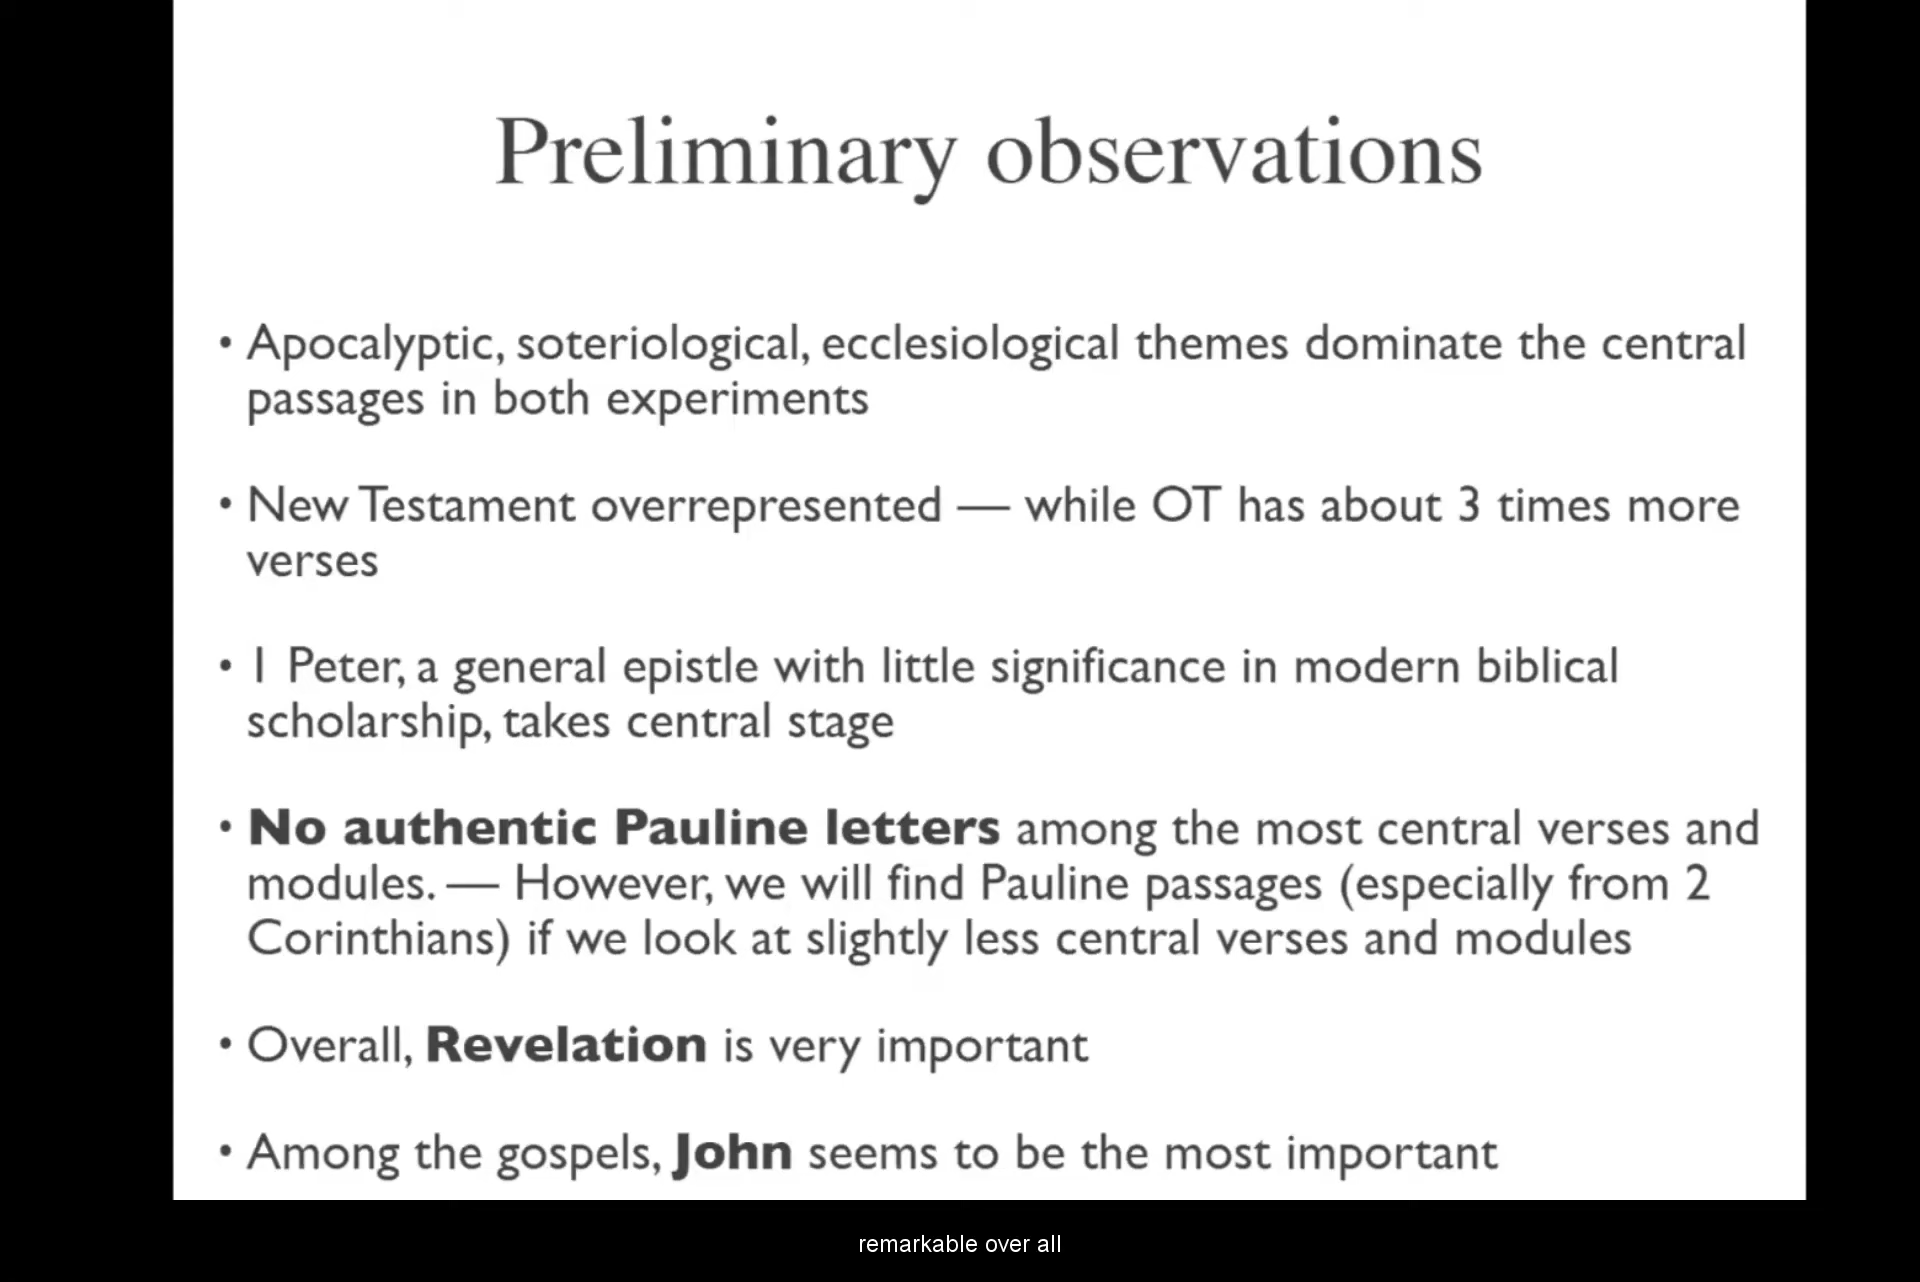 Preliminary observations
• Apocalyptic, soteriological, ecclesiological themes dominate the central
passages in both experiments
• New Testament overrepresented — while OT has about 3 times more
verses
• 1 Peter, a general epistle with little significance in modern biblical
scholarship, takes central stage
• No authentic Pauline letters among the most central verses and
modules. — However, we will find Pauline passages (especially from 2
Corinthians) if we look at slightly less central verses and modules
• Overall, Revelation is very important
• Among the gospels, John seems to be the most important
remarkable over all